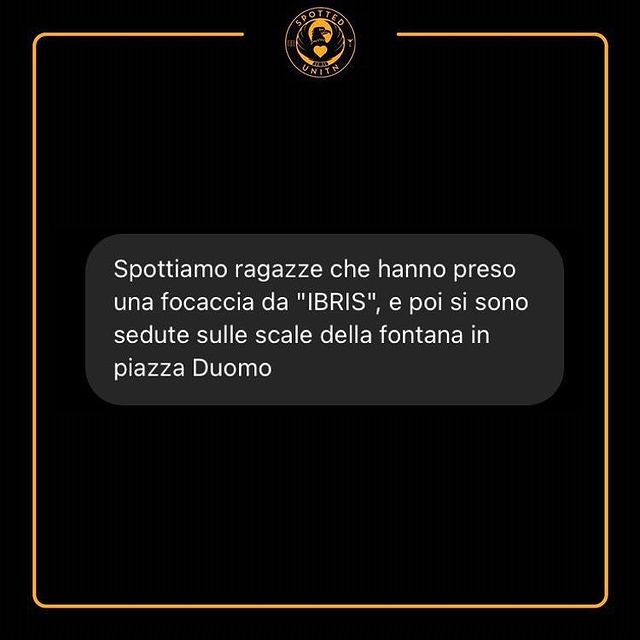 SPOTTED
UNITN
Spottiamo ragazze che hanno preso
una focaccia da "IBRIS", e poi si sono
sedute sulle scale della fontana in
piazza Duomo